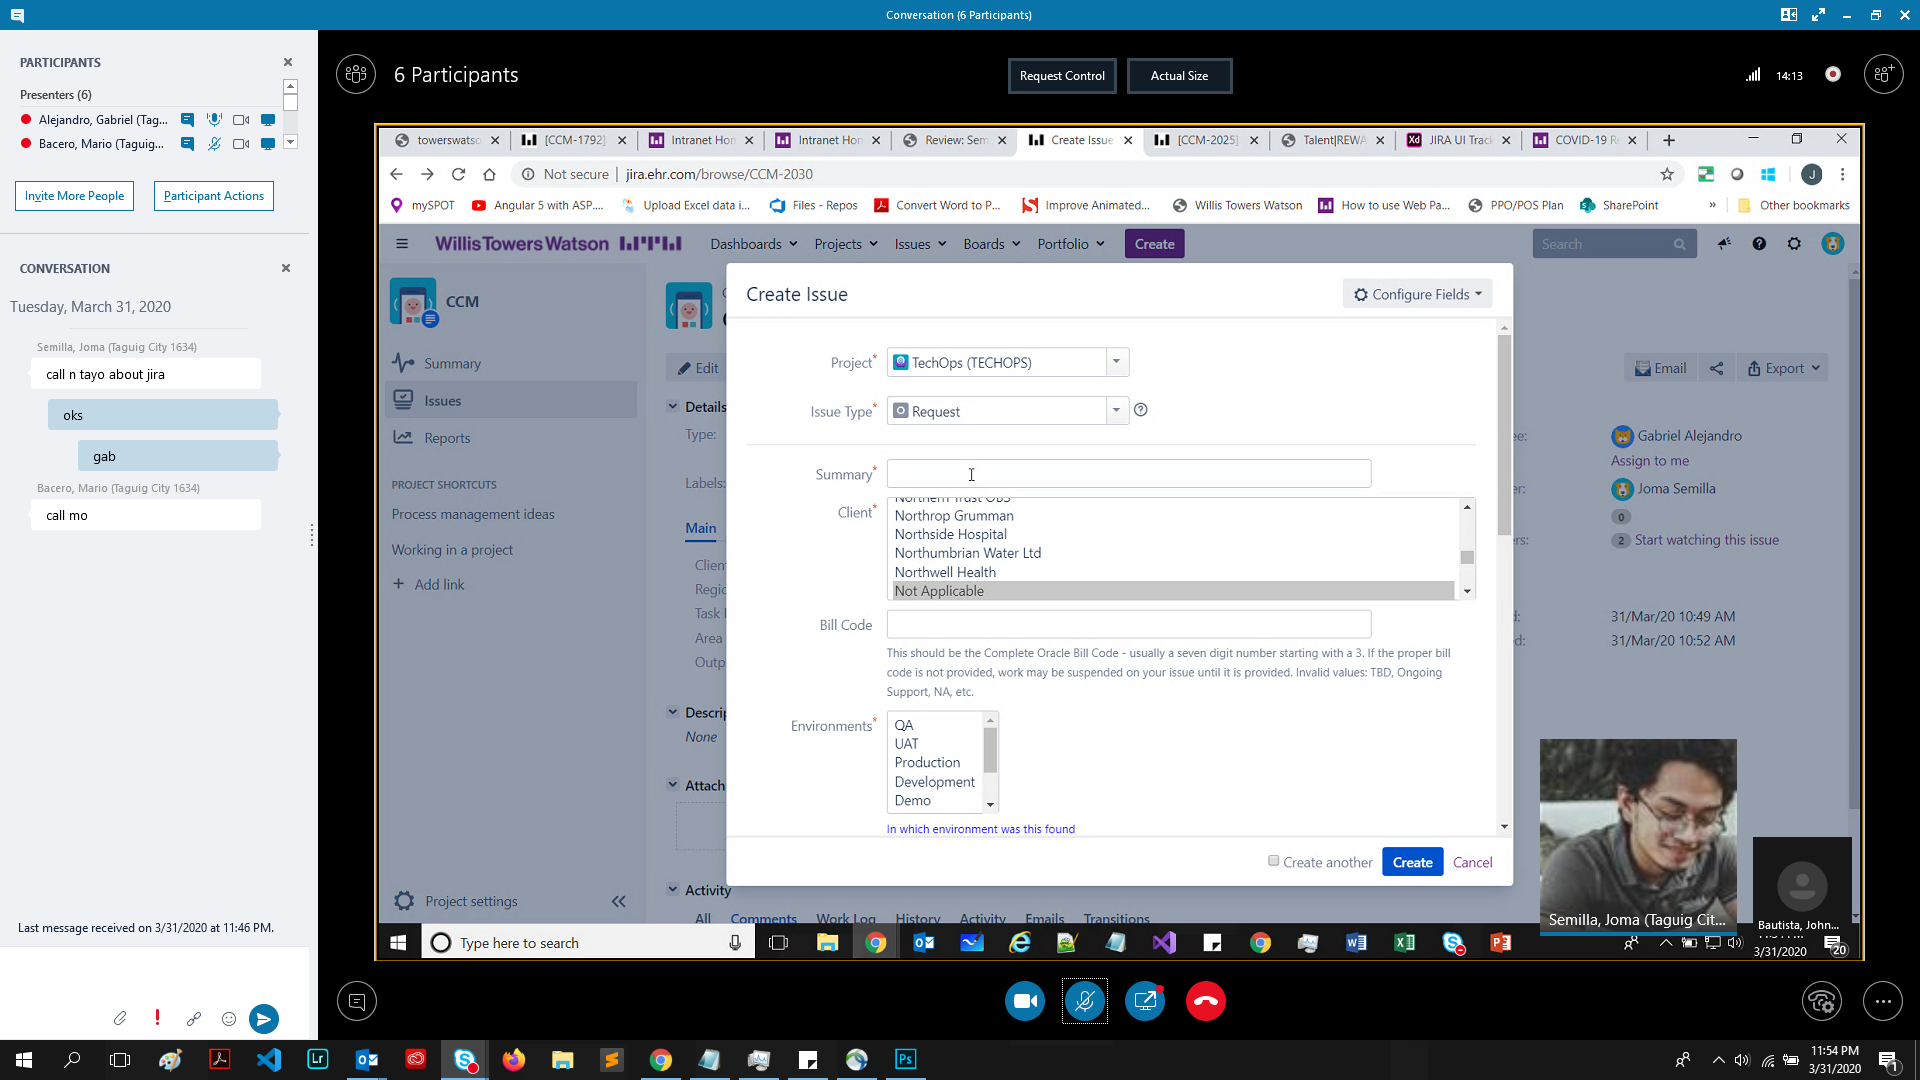 Conversation (6 Participants)
PARTICIPANTS
Presenters (6)
Alejandro, Gabriel (Tag...
Bacero, Mario (Taguig...
Invite More People
Participant Actions
CONVERSATION
Tuesday, March 31, 2020
Semilla, Joma (Taguig City 1634)
call n tayo about jira
oks
gab
Bacero, Mario (Taguig City 1634)
call mo
Last message received on 3/31/2020 at 11:46 PM.
6 Participants
Request Control
Actual Size
14:13
towerswatso
[CCM-1792]
Intranet Hom
Intranet Hom
Review: Sem
Create Issue
[CCM-2025]
Talent|REWA
Xd JIRA UI Track
COVID-19 R
Not secure
jira.ehr.com/browse/CCM-2030
J
mySPOT
Angular 5 with ASP....
Upload Excel data i...
Files - Repos
Convert Word to P...
Improve Animated...
Willis Towers Watson
How to use Web Pa...
PPO/POS Plan
SharePoint
»
Other bookmarks
Willis Towers Watson
Dashboards
Projects
Issues
Boards
Portfolio
Create
Search
CCM
Summary
Issues
Reports
PROJECT SHORTCUTS
Process management ideas
Working in a project
+ Add link
Project settings
Edit
Details
Type:
Labels:
Main
Task
Area
Outp
None
Activity
All
Comments
Work Log
History
Activity
Emails
Transitions
Create Issue
Configure Fields
Project*
TechOps (TECHOPS)
Issue Type*
Request
Summary*
Client*
Northern Trust OBS
Northrop Grumman
Northside Hospital
Northumbrian Water Ltd
Northwell Health
Not Applicable
Bill Code
This should be the Complete Oracle Bill Code - usually a seven digit number starting with a 3. If the proper bill
code is not provided, work may be suspended on your issue until it is provided. Invalid values: TBD, Ongoing
Support, NA, etc.
Environments*
QA
UAT
Production
Development
Demo
In which environment was this found
Create another
Create
Cancel
Email
Export
Gabriel Alejandro
Assign to me
Joma Semilla
0
2 Start watching this issue
31/Mar/20 10:49 AM
31/Mar/20 10:52 AM
Semilla, Joma (Taguig Cit...
Bautista, John...
Type here to search
3/31/2020
20
Lr
Ps
11:54 PM
3/31/2020
1